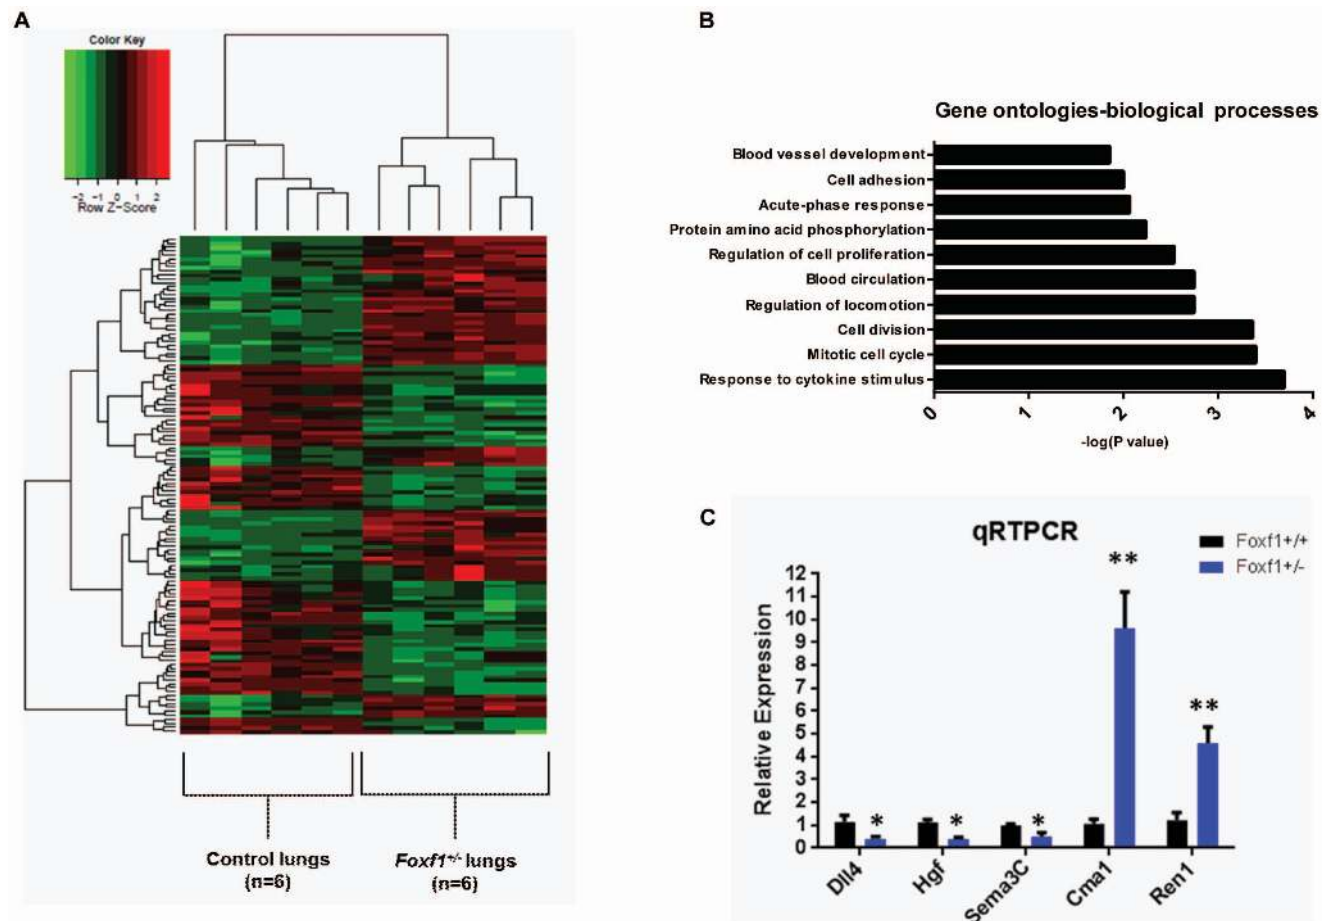 A
Color Key
−2 −1 0 1 2
Row Z−Score
Control lungs
(n=6)
Foxf1+/- lungs
(n=6)
B
Gene ontologies-biological processes
Blood vessel development
Cell adhesion
Acute-phase response
Protein amino acid phosphorylation
Regulation of cell proliferation
Blood circulation
Regulation of locomotion
Cell division
Mitotic cell cycle
Response to cytokine stimulus
0 1 2 3 4
-log(P value)
C
qRTPCR
Foxf1+/+
Foxf1+/-
Relative Expression
12
11
10
9
8
7
6
5
4
3
2
1
0
* * * ** **
Dll4 Hgf Sema3C Cma1 Ren1